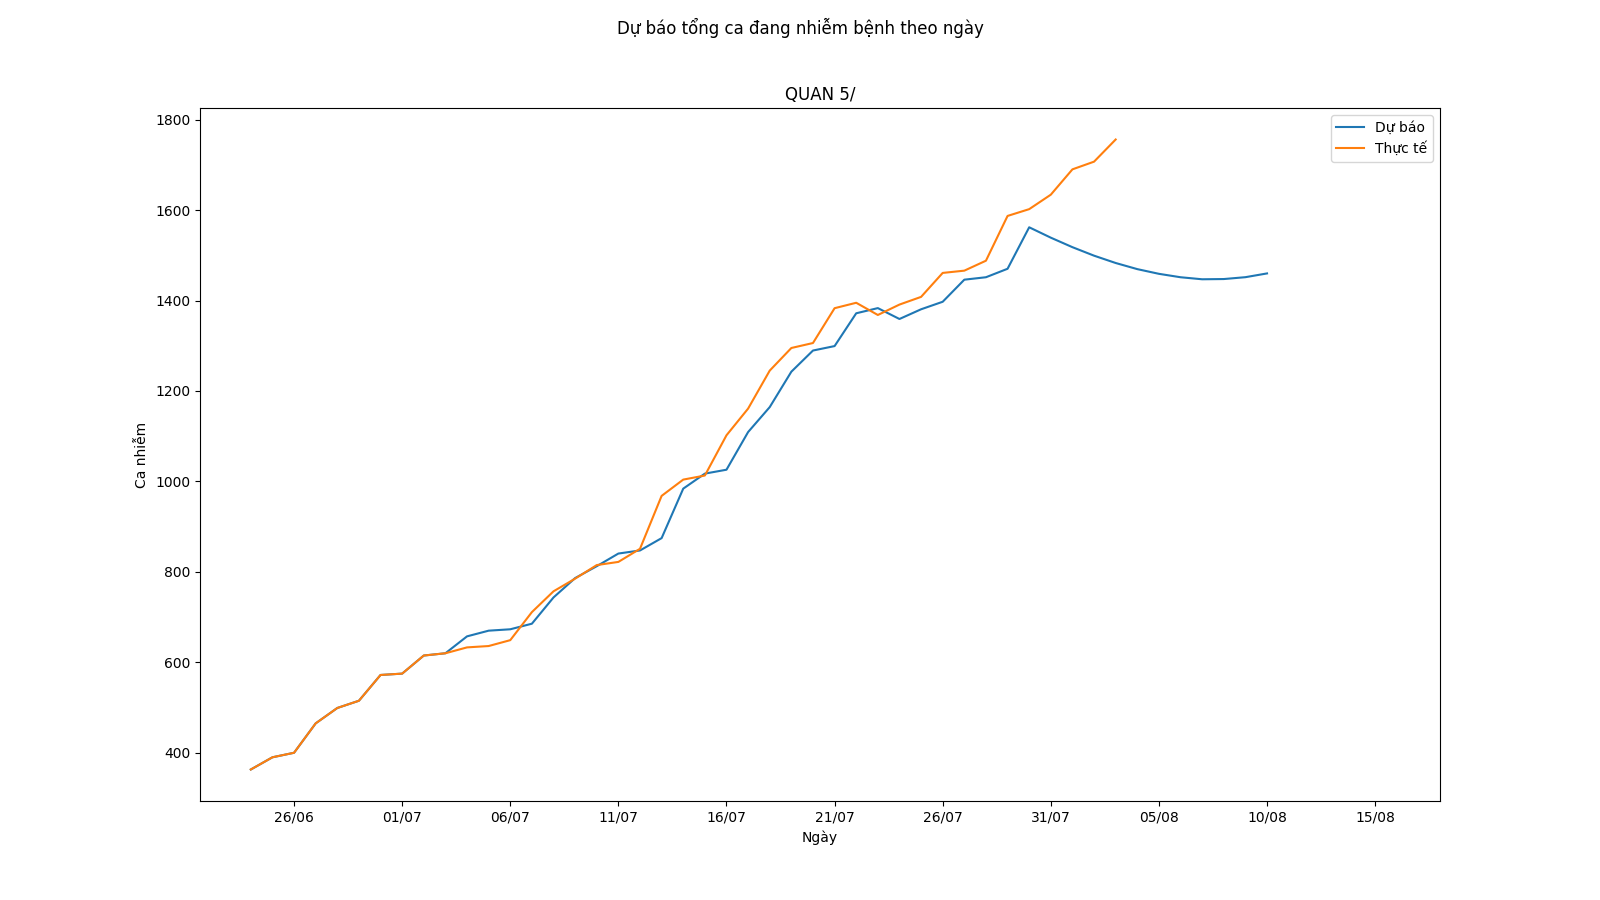 Dự báo tổng ca đang nhiễm bệnh theo ngày
QUAN 5/
Dự báo
Thực tế
1800
1600
1400
1200
1000
800
600
400
Ca nhiễm
26/06 01/07 06/07 11/07 16/07 21/07 26/07 31/07 05/08 10/08 15/08
Ngày